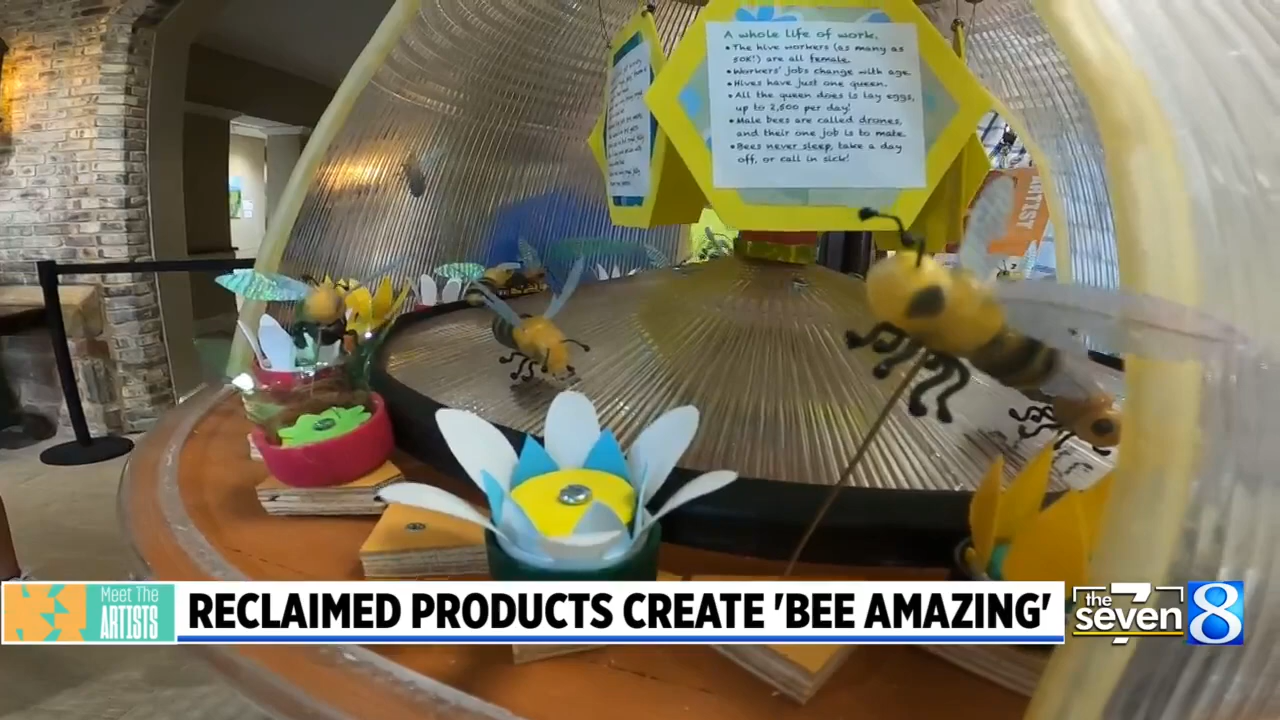 A whole life of work.
• The hive workers (as many as
50K!) are all female.
• Workers' jobs change with age.
• Hives have just one queen.
• All the queen does is lay eggs,
up to 2,500 per day!
• Male bees are called drones,
and their one job is to mate.
• Bees never sleep, take a day
off, or call in sick!
ARTIST
Meet The
ARTISTS
RECLAIMED PRODUCTS CREATE 'BEE AMAZING'
the
seven
7
8